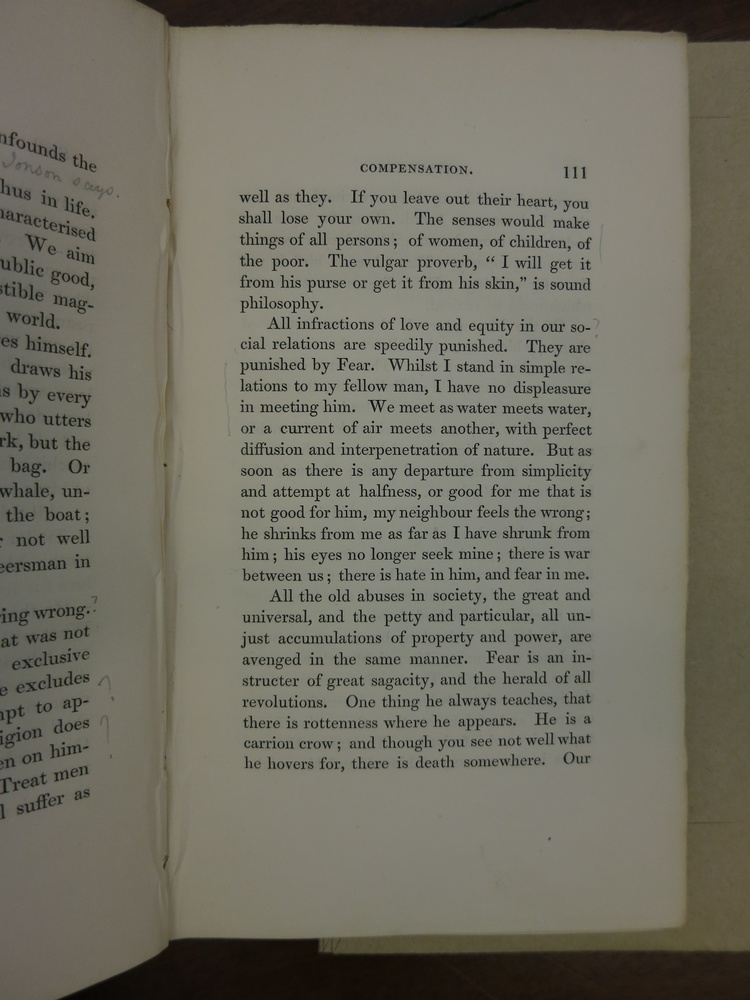 nfounds the
Jonson says.
hus in life.
haracterised
We aim
ublic good,
stible mag-
world.
es himself.
draws his
s by every
who utters
rk, but the
bag. Or
whale, un-
the boat;
r not well
eersman in
ring wrong.?
at was not
exclusive
e excludes
mpt to ap-
igion does
en on him-
Treat men
l suffer as
COMPENSATION. 111
well as they. If you leave out their heart, you
shall lose your own. The senses would make
things of all persons; of women, of children, of
the poor. The vulgar proverb, “ I will get it
from his purse or get it from his skin,” is sound
philosophy.
All infractions of love and equity in our so-?
cial relations are speedily punished. They are
punished by Fear. Whilst I stand in simple re-
lations to my fellow man, I have no displeasure
in meeting him. We meet as water meets water,
or a current of air meets another, with perfect
diffusion and interpenetration of nature. But as
soon as there is any departure from simplicity
and attempt at halfness, or good for me that is
not good for him, my neighbour feels the wrong;
he shrinks from me as far as I have shrunk from
him; his eyes no longer seek mine; there is war
between us; there is hate in him, and fear in me.
All the old abuses in society, the great and
universal, and the petty and particular, all un-
just accumulations of property and power, are
avenged in the same manner. Fear is an in-
structer of great sagacity, and the herald of all
revolutions. One thing he always teaches, that
there is rottenness where he appears. He is a
carrion crow; and though you see not well what
he hovers for, there is death somewhere. Our